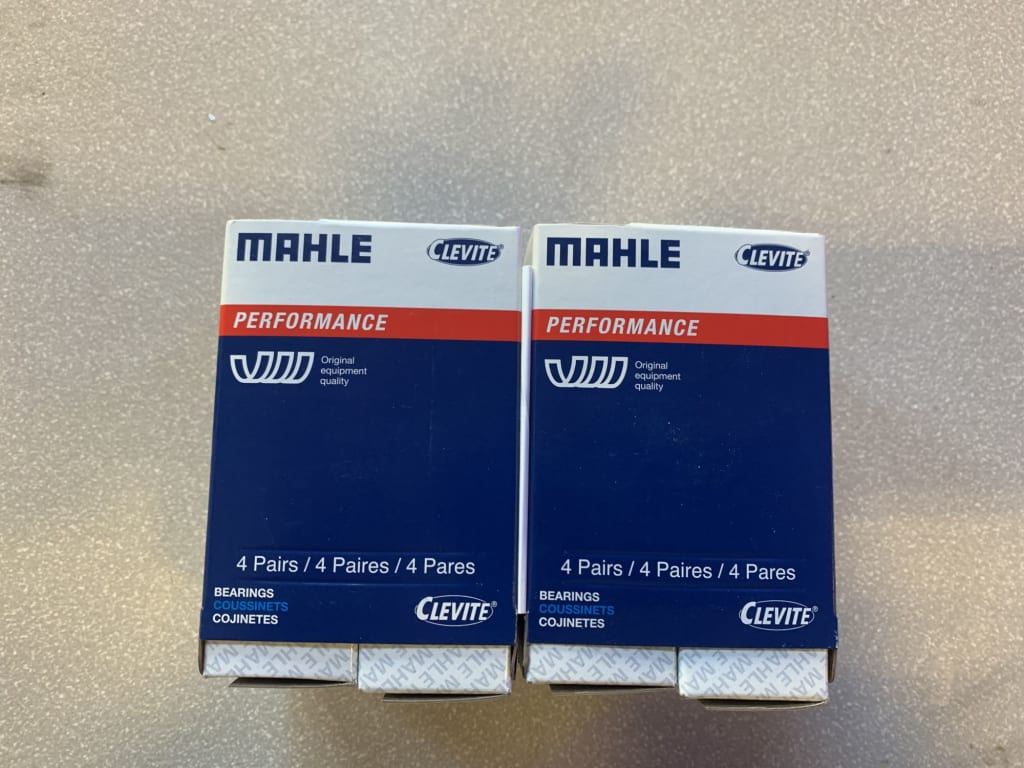 MAHLE
CLEVITE®
PERFORMANCE
Original
equipment
quality
4 Pairs / 4 Paires / 4 Pares
BEARINGS
COUSSINETS
COJINETES
CLEVITE®
MAHLE
CLEVITE®
PERFORMANCE
Original
equipment
quality
4 Pairs / 4 Paires / 4 Pares
BEARINGS
COUSSINETS
COJINETES
CLEVITE®